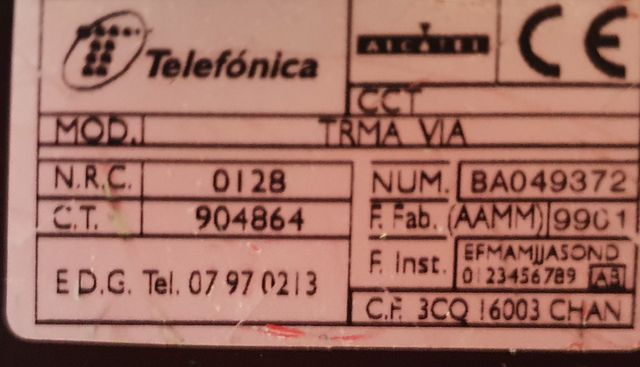 Telefónica
ALCATEL
CE
CCT
MOD. TRMA VIA
N.R.C. 0128
NUM. BA049372
C.T. 904864
F. Fab. (AAMM) 9901
F. Inst. EFMAMJJASOND
0123456789 AB
E.D.G. Tel. 07 97 0213
C.F. 3CQ 16003 CHAN